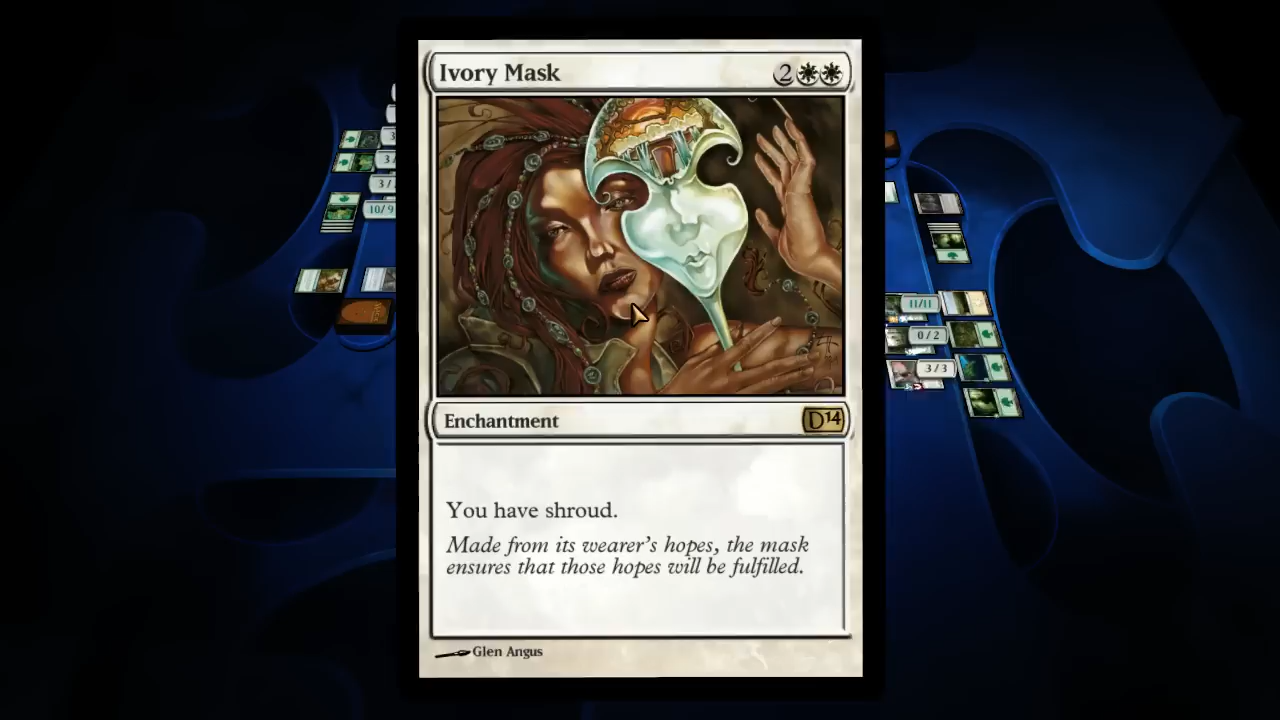 Ivory Mask 2
Enchantment D14
You have shroud.
Made from its wearer's hopes, the mask
ensures that those hopes will be fulfilled.
Glen Angus
3/
10/9
11/11
0/2
3/3